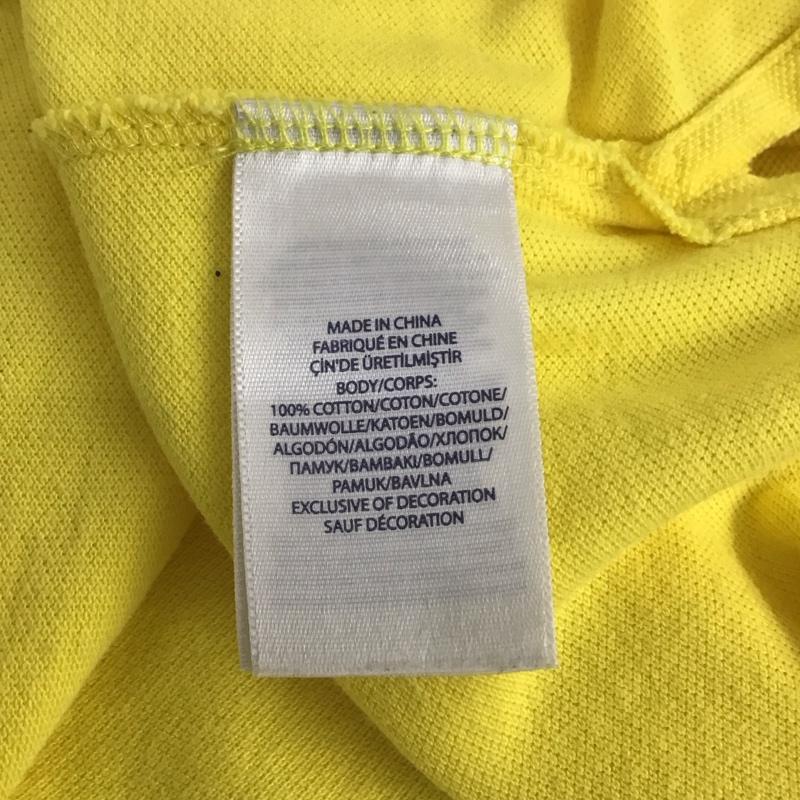 MADE IN CHINA
FABRIQUÉ EN CHINE
ÇİN'DE ÜRETİLMİŞTİR
BODY/CORPS:
100% COTTON/COTON/COTONE/
BAUMWOLLE/KATOEN/BOMULD/
ALGODÓN/ALGODÃO/ХЛОПОК/
ПАМУК/BAMBAKI/BOMULL/
PAMUK/BAVLNA
EXCLUSIVE OF DECORATION
SAUF DÉCORATION